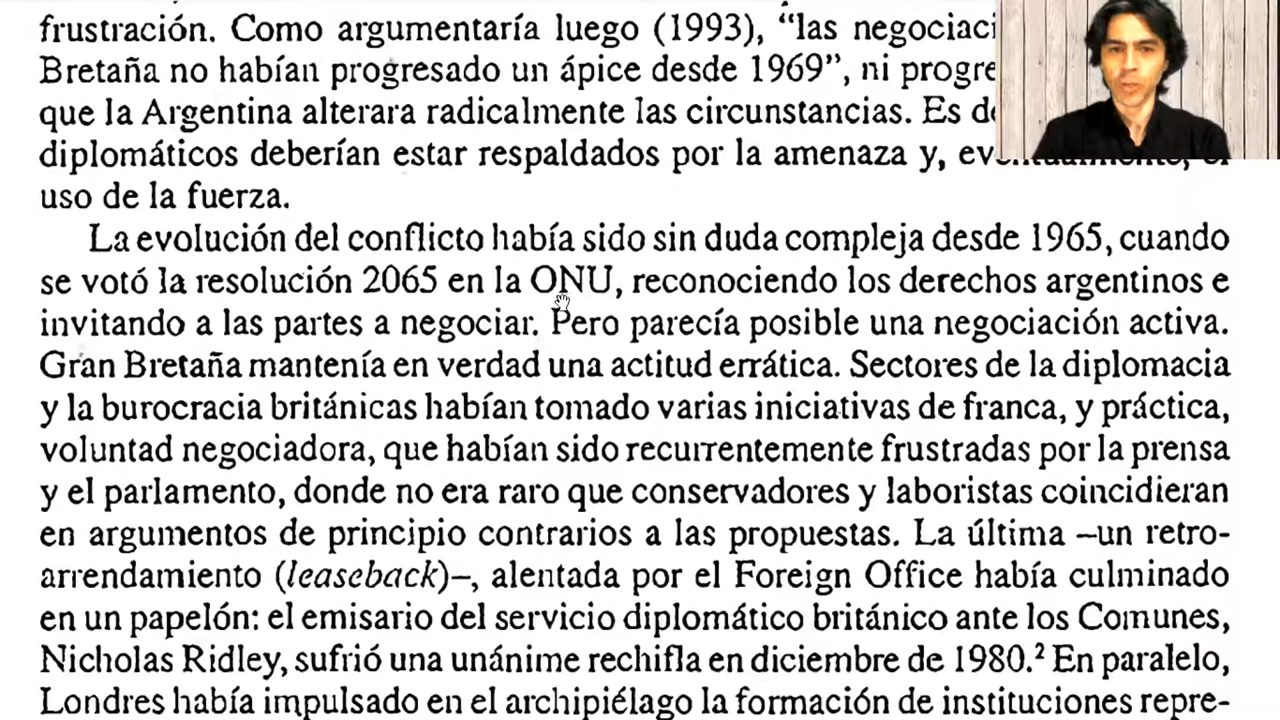 frustración. Como argumentaría luego (1993), “las negociaci
Bretaña no habían progresado un ápice desde 1969”, ni progre
que la Argentina alterara radicalmente las circunstancias. Es de
diplomáticos deberían estar respaldados por la amenaza y,
uso de la fuerza.
La evolución del conflicto había sido sin duda compleja desde 1965, cuando
se votó la resolución 2065 en la ONU, reconociendo los derechos argentinos e
invitando a las partes a negociar. Pero parecía posible una negociación activa.
Gran Bretaña mantenía en verdad una actitud errática. Sectores de la diplomacia
y la burocracia británicas habían tomado varias iniciativas de franca, y práctica,
voluntad negociadora, que habían sido recurrentemente frustradas por la prensa
y el parlamento, donde no era raro que conservadores y laboristas coincidieran
en argumentos de principio contrarios a las propuestas. La última –un retro-
arrendamiento (leaseback)–, alentada por el Foreign Office había culminado
en un papelón: el emisario del servicio diplomático británico ante los Comunes,
Nicholas Ridley, sufrió una unánime rechifla en diciembre de 1980.² En paralelo,
Londres había impulsado en el archipiélago la formación de instituciones repre-